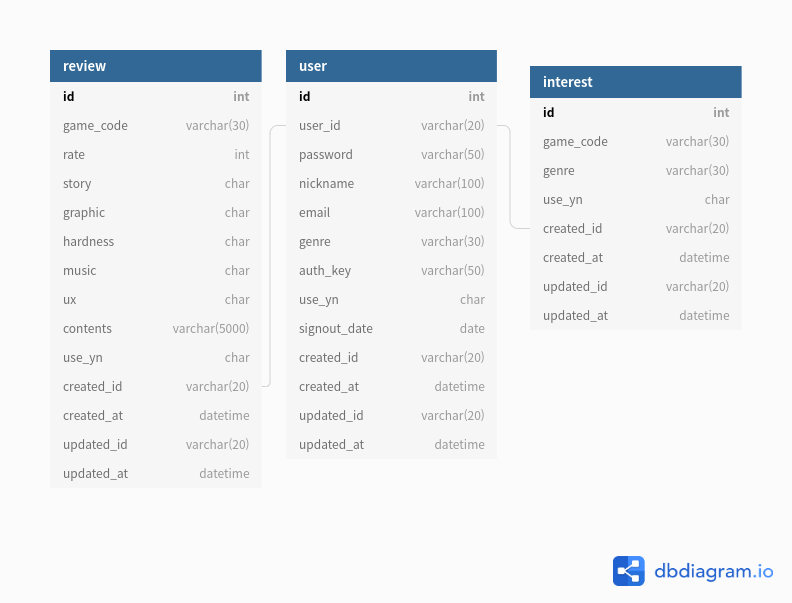 review
id int
game_code varchar(30)
rate int
story char
graphic char
hardness char
music char
ux char
contents varchar(5000)
use_yn char
created_id varchar(20)
created_at datetime
updated_id varchar(20)
updated_at datetime
user
id int
user_id varchar(20)
password varchar(50)
nickname varchar(100)
email varchar(100)
genre varchar(30)
auth_key varchar(50)
use_yn char
signout_date date
created_id varchar(20)
created_at datetime
updated_id varchar(20)
updated_at datetime
interest
id int
game_code varchar(30)
genre varchar(30)
use_yn char
created_id varchar(20)
created_at datetime
updated_id varchar(20)
updated_at datetime
dbdiagram.io